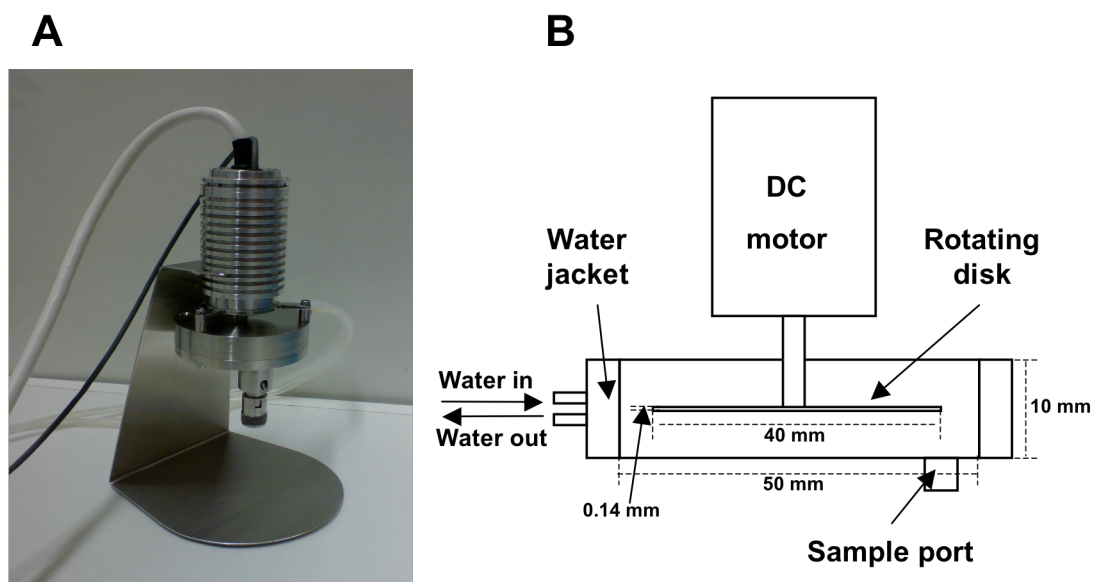 A
B
DC
motor
Water
jacket
Rotating
disk
Water in
Water out
10 mm
40 mm
50 mm
0.14 mm
Sample port